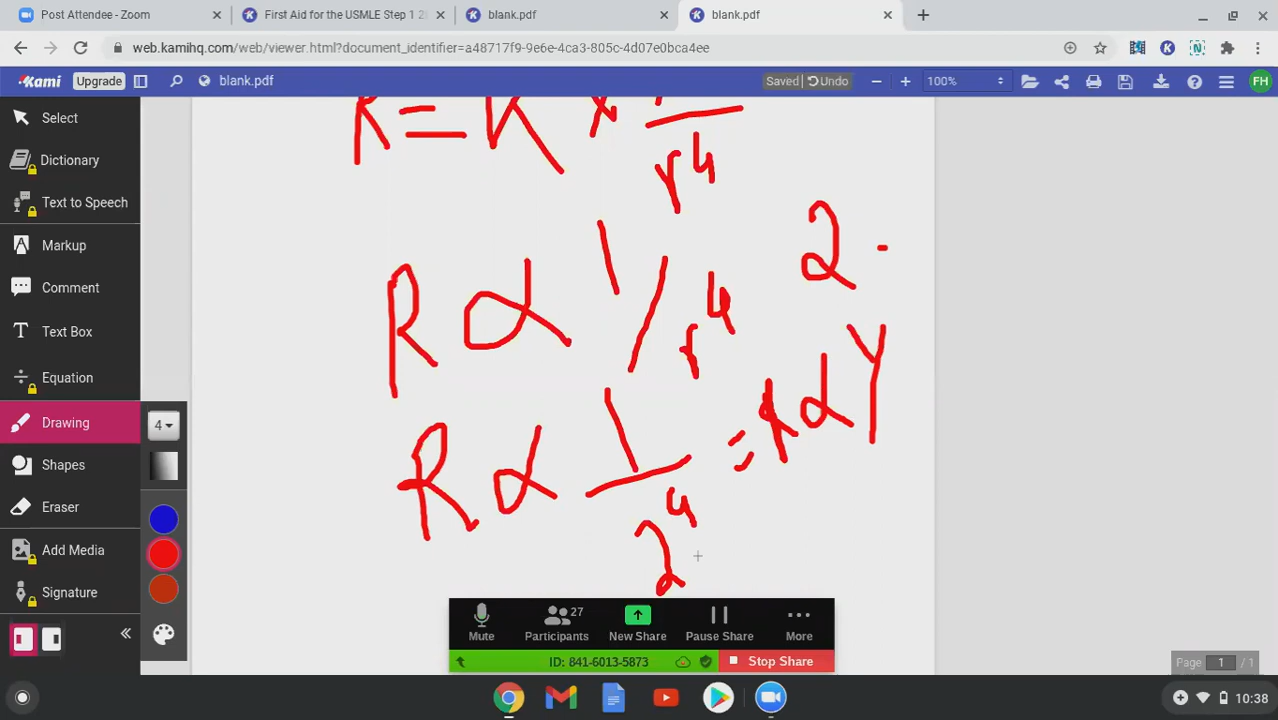 Post Attendee - Zoom
First Aid for the USMLE Step 1 2
blank.pdf
blank.pdf
web.kamihq.com/web/viewer.html?document_identifier=a48717f9-9e6e-4ca3-805c-4d07e0bca4ee
Kami Upgrade blank.pdf Saved Undo 100% FH
Select
Dictionary
Text to Speech
Markup
Comment
Text Box
Equation
Drawing
4
Shapes
Eraser
Add Media
Signature
R = K x
r⁴
2 -
R α 1 / r⁴
R α 1 / 2⁴ =
Mute
Participants 27
New Share
Pause Share
More
ID: 841-6013-5873 Stop Share
Page 1 / 1
10:38